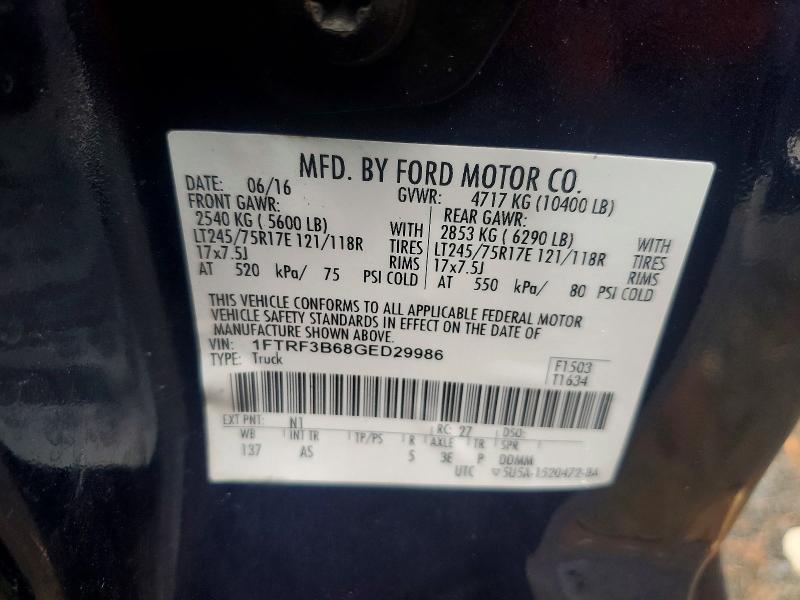 MFD. BY FORD MOTOR CO.
DATE: 06/16 GVWR: 4717 KG (10400 LB)
FRONT GAWR: REAR GAWR:
2540 KG ( 5600 LB) WITH 2853 KG ( 6290 LB) WITH
LT245/75R17E 121/118R TIRES LT245/75R17E 121/118R TIRES
17x7.5J RIMS 17x7.5J RIMS
AT 520 kPa/ 75 PSI COLD AT 550 kPa/ 80 PSI COLD
THIS VEHICLE CONFORMS TO ALL APPLICABLE FEDERAL MOTOR
VEHICLE SAFETY STANDARDS IN EFFECT ON THE DATE OF
MANUFACTURE SHOWN ABOVE.
VIN: 1FTRF3B68GED29986
TYPE: Truck
F1503
T1634
EXT PNT: N1 RC: 27 DSO:
WB INT TR TP/PS R AXLE TR SPR
137 AS 5 3E P DDMM
UTC 5U5A-1520472-BA